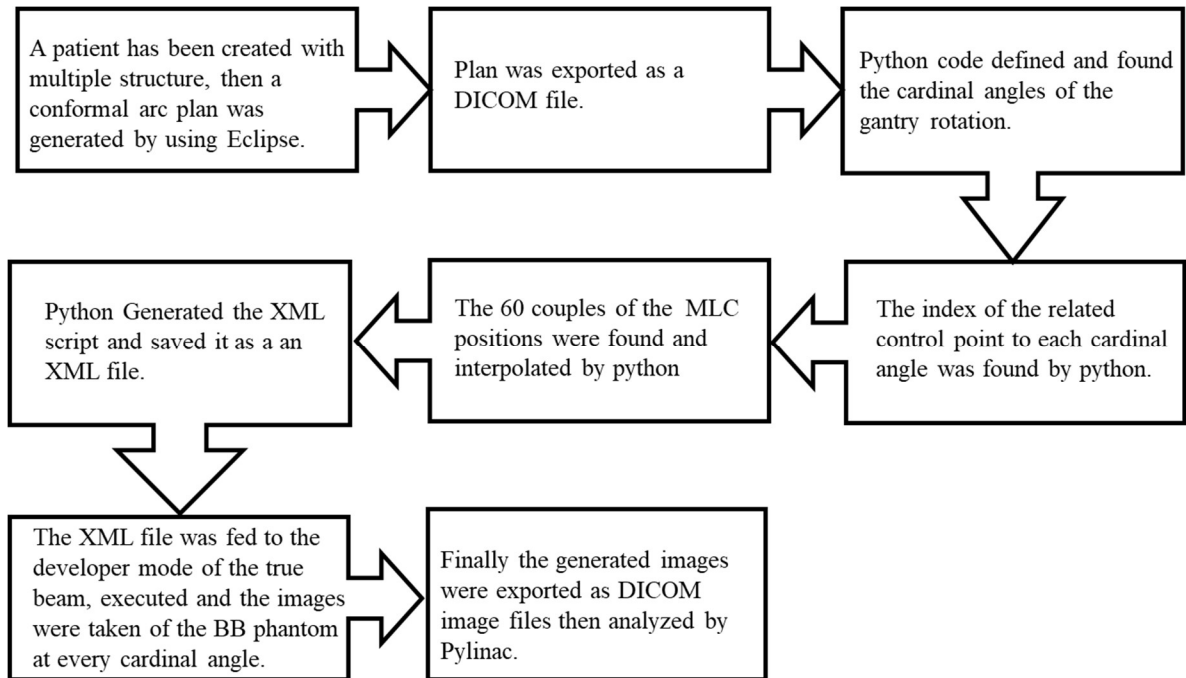 A patient has been created with
multiple structure, then a
conformal arc plan was
generated by using Eclipse.
Plan was exported as a
DICOM file.
Python code defined and found
the cardinal angles of the
gantry rotation.
The index of the related
control point to each cardinal
angle was found by python.
The 60 couples of the MLC
positions were found and
interpolated by python
Python Generated the XML
script and saved it as a an
XML file.
The XML file was fed to the
developer mode of the true
beam, executed and the images
were taken of the BB phantom
at every cardinal angle.
Finally the generated images
were exported as DICOM
image files then analyzed by
Pylinac.